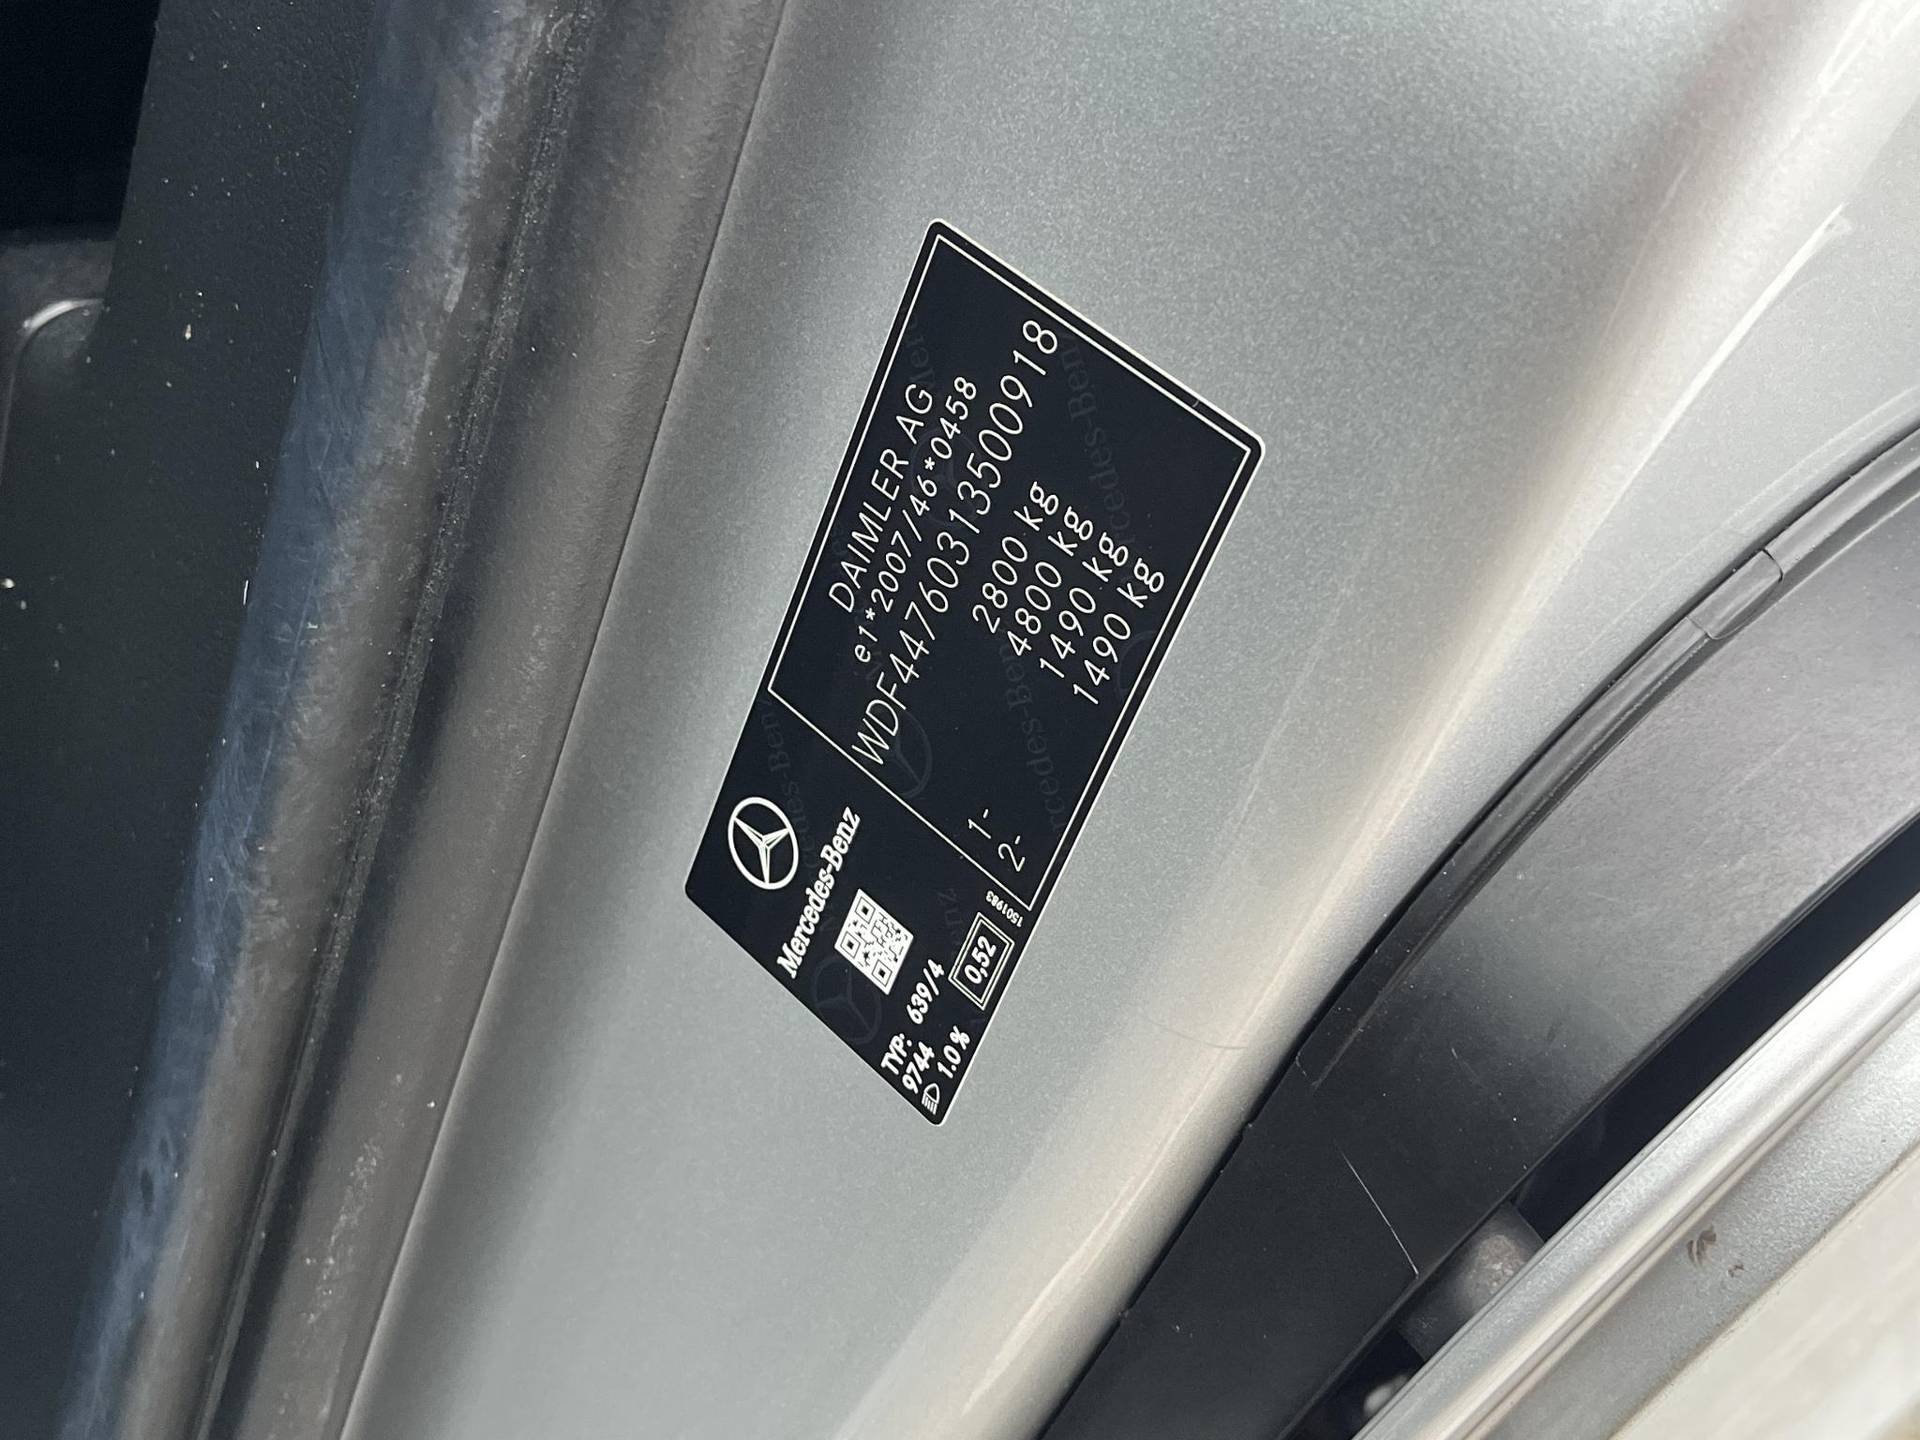 DAIMLER AG
e1*2007/46*0458
WDF44760313500918
2800 kg
4800 kg
1- 1490 kg
2- 1490 kg
Mercedes-Benz
TYP: 639/4
9744
1.0%
0,52
1501983